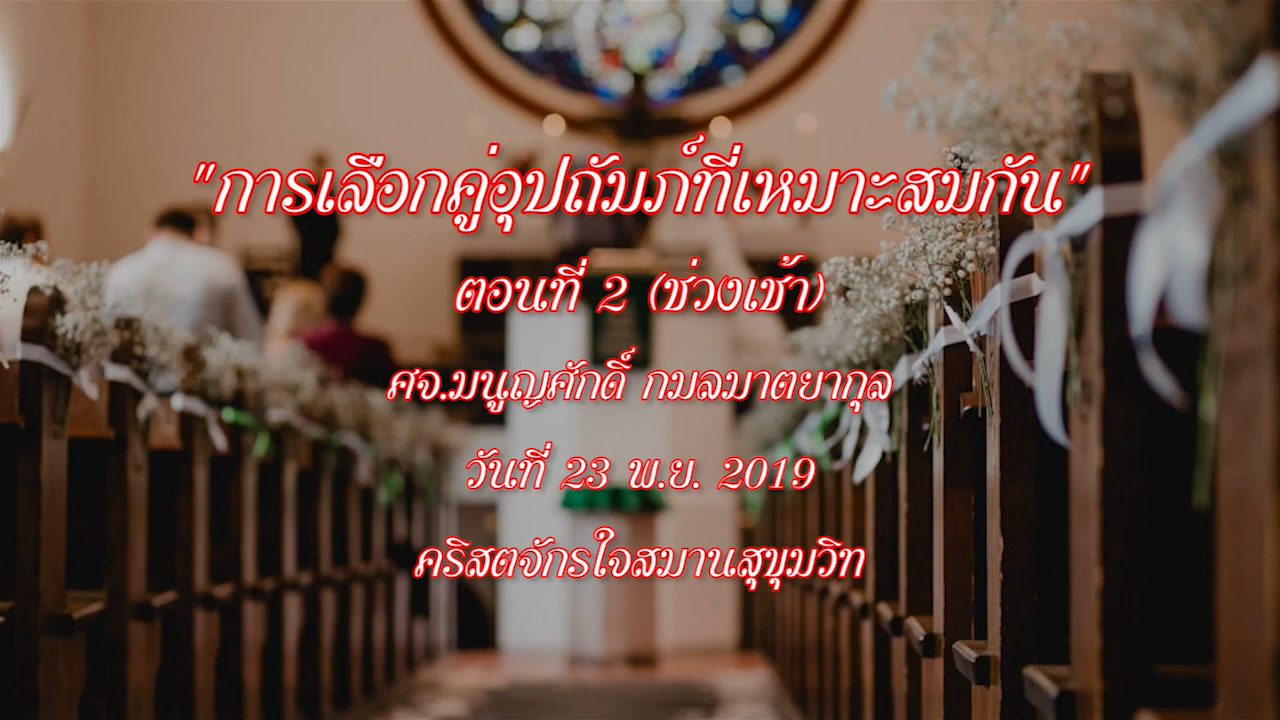 "การเลือกคู่อุปถัมภ์ที่เหมาะสมกัน"
ตอนที่ 2 (ช่วงเช้า)
ศจ.มนูญศักดิ์ กมลมาตยากุล
วันที่ 23 พ.ย. 2019
คริสตจักรใจสมานสุขุมวิท